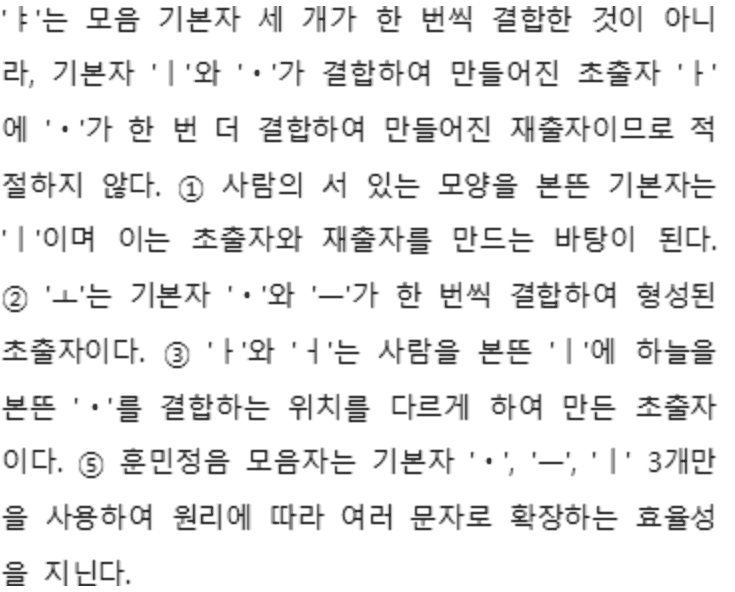 'ㅑ'는 모음 기본자 세 개가 한 번씩 결합한 것이 아니
라, 기본자 'ㅣ'와 '·'가 결합하여 만들어진 초출자 'ㅏ'
에 '·'가 한 번 더 결합하여 만들어진 재출자이므로 적
절하지 않다. ① 사람의 서 있는 모양을 본뜬 기본자는
'ㅣ'이며 이는 초출자와 재출자를 만드는 바탕이 된다.
② 'ㅗ'는 기본자 '·'와 'ㅡ'가 한 번씩 결합하여 형성된
초출자이다. ③ 'ㅏ'와 'ㅓ'는 사람을 본뜬 'ㅣ'에 하늘을
본뜬 '·'를 결합하는 위치를 다르게 하여 만든 초출자
이다. ⑤ 훈민정음 모음자는 기본자 '·', 'ㅡ', 'ㅣ' 3개만
을 사용하여 원리에 따라 여러 문자로 확장하는 효율성
을 지닌다.